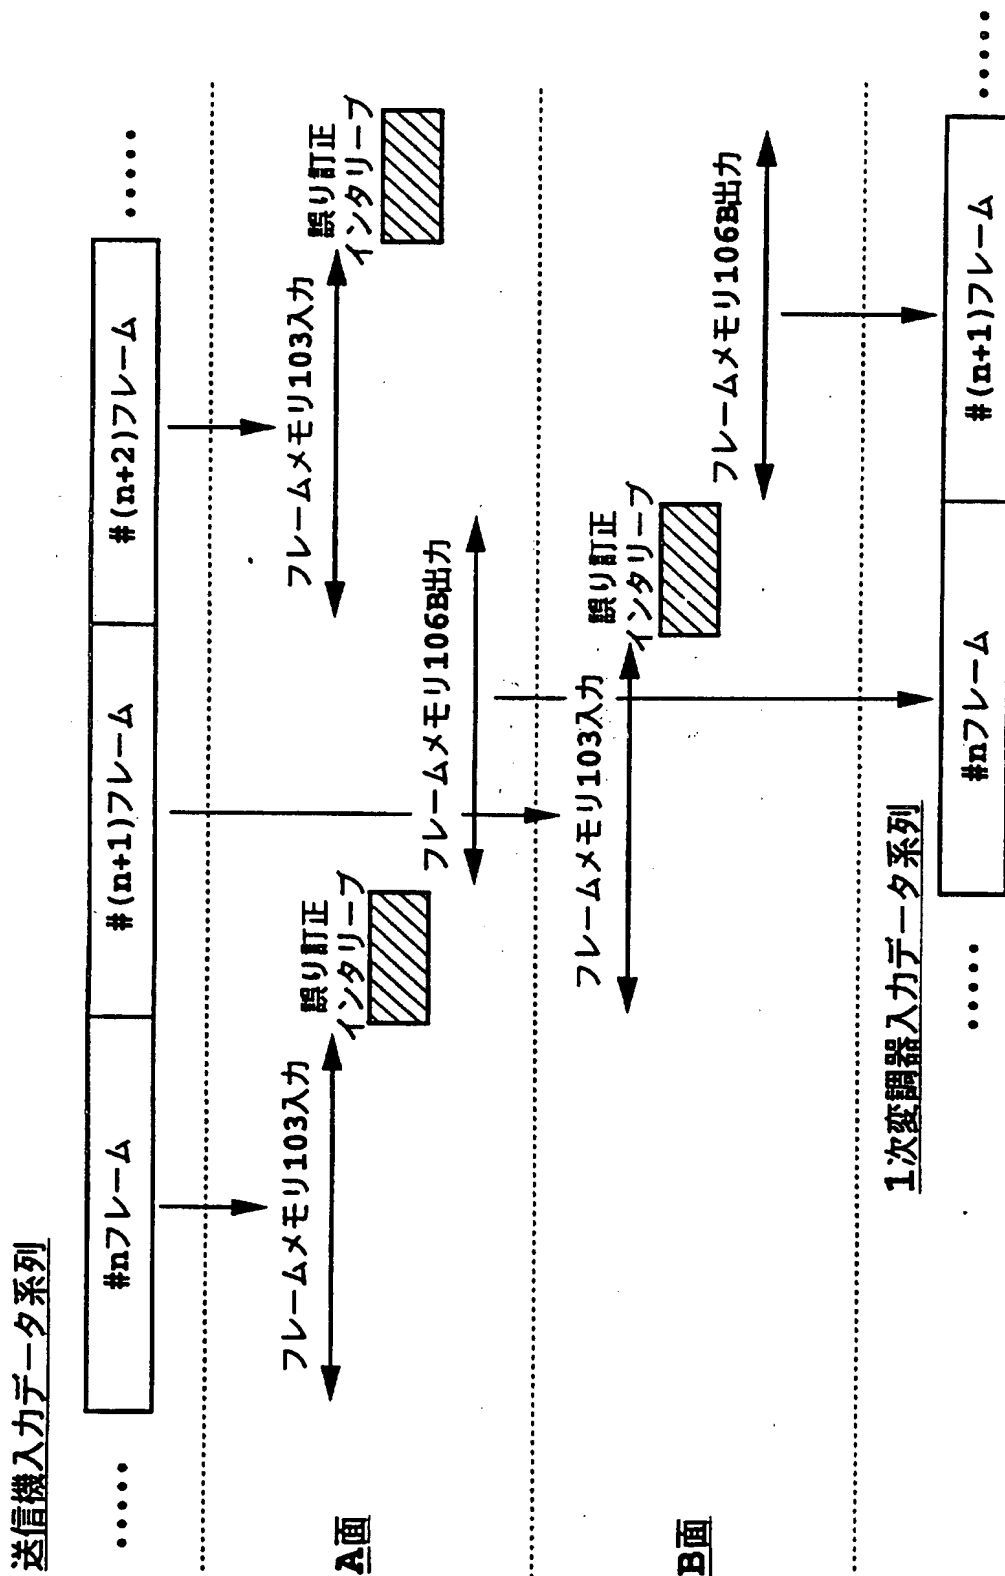 送信機入力データ系列
‥‥‥
#nフレーム
#(n+1)フレーム
#(n+2)フレーム
‥‥‥
A面
フレームメモリ103入力
誤り訂正
インタリーブ
フレームメモリ106B出力
フレームメモリ103入力
誤り訂正
インタリーブ
B面
フレームメモリ103入力
誤り訂正
インタリーブ
フレームメモリ106B出力
1次変調器入力データ系列
‥‥‥
#nフレーム
#(n+1)フレーム
‥‥‥